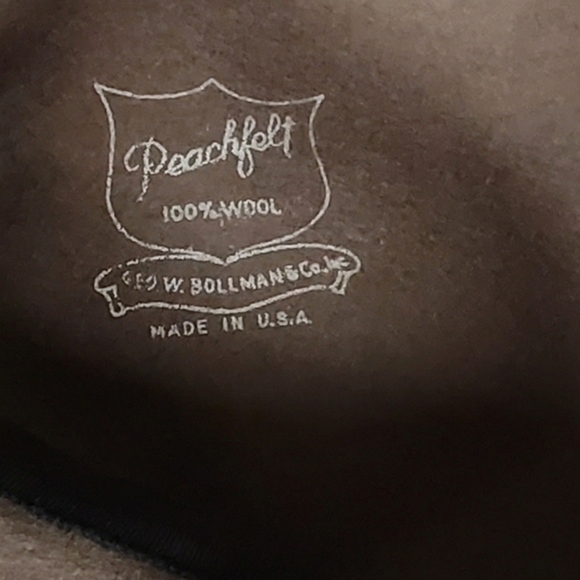 Peachfelt
100% WOOL
GEO W. BOLLMAN & Co. Inc
MADE IN U.S.A.